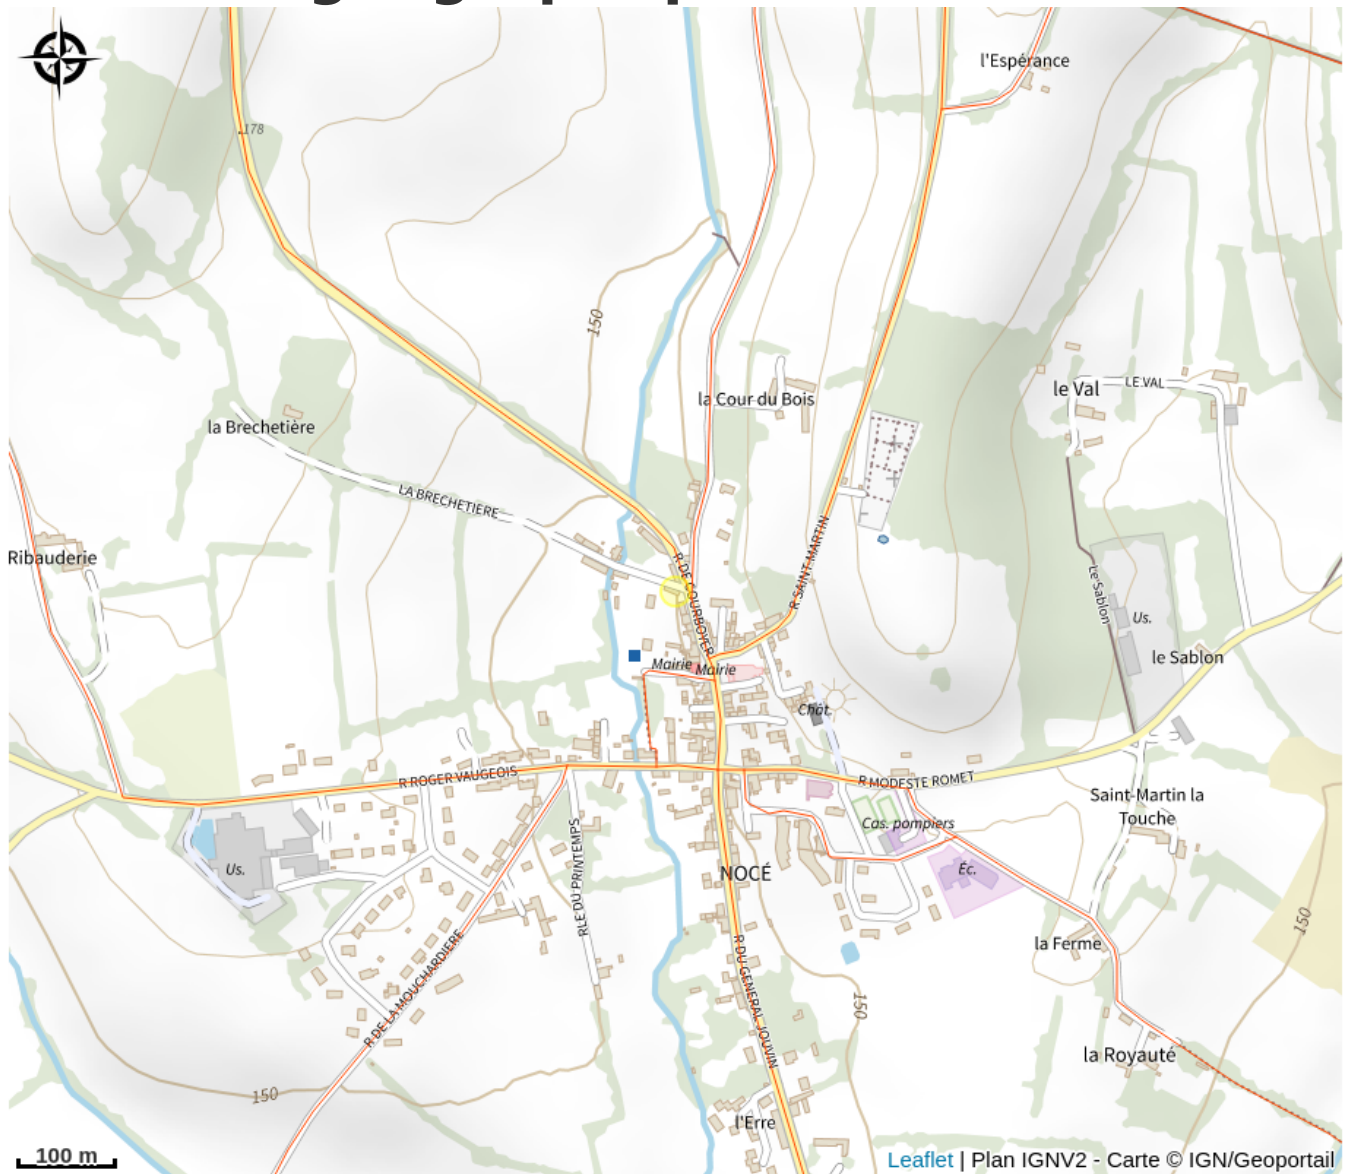 l'Espérance
178
150
la Cour du Bois
le Val
LE VAL
la Brechetière
LA BRECHETIERE
R SAINT-MARTIN
Ribauderie
R DE COURBOYER
Le Sablon
Us.
le Sablon
Mairie Mairie
Chât.
R ROGER VAUGEOIS
R MODESTE ROMET
Saint-Martin la
Touche
Cas. pompiers
RLE DU PRINTEMPS
Us.
NOCÉ
Éc.
150
la Ferme
R DE LA MOUCHARDIERE
R DU GENERAL JOUVIN
150
la Royauté
150
l'Erre
100 m
Leaflet | Plan IGNV2 - Carte © IGN/Geoportail